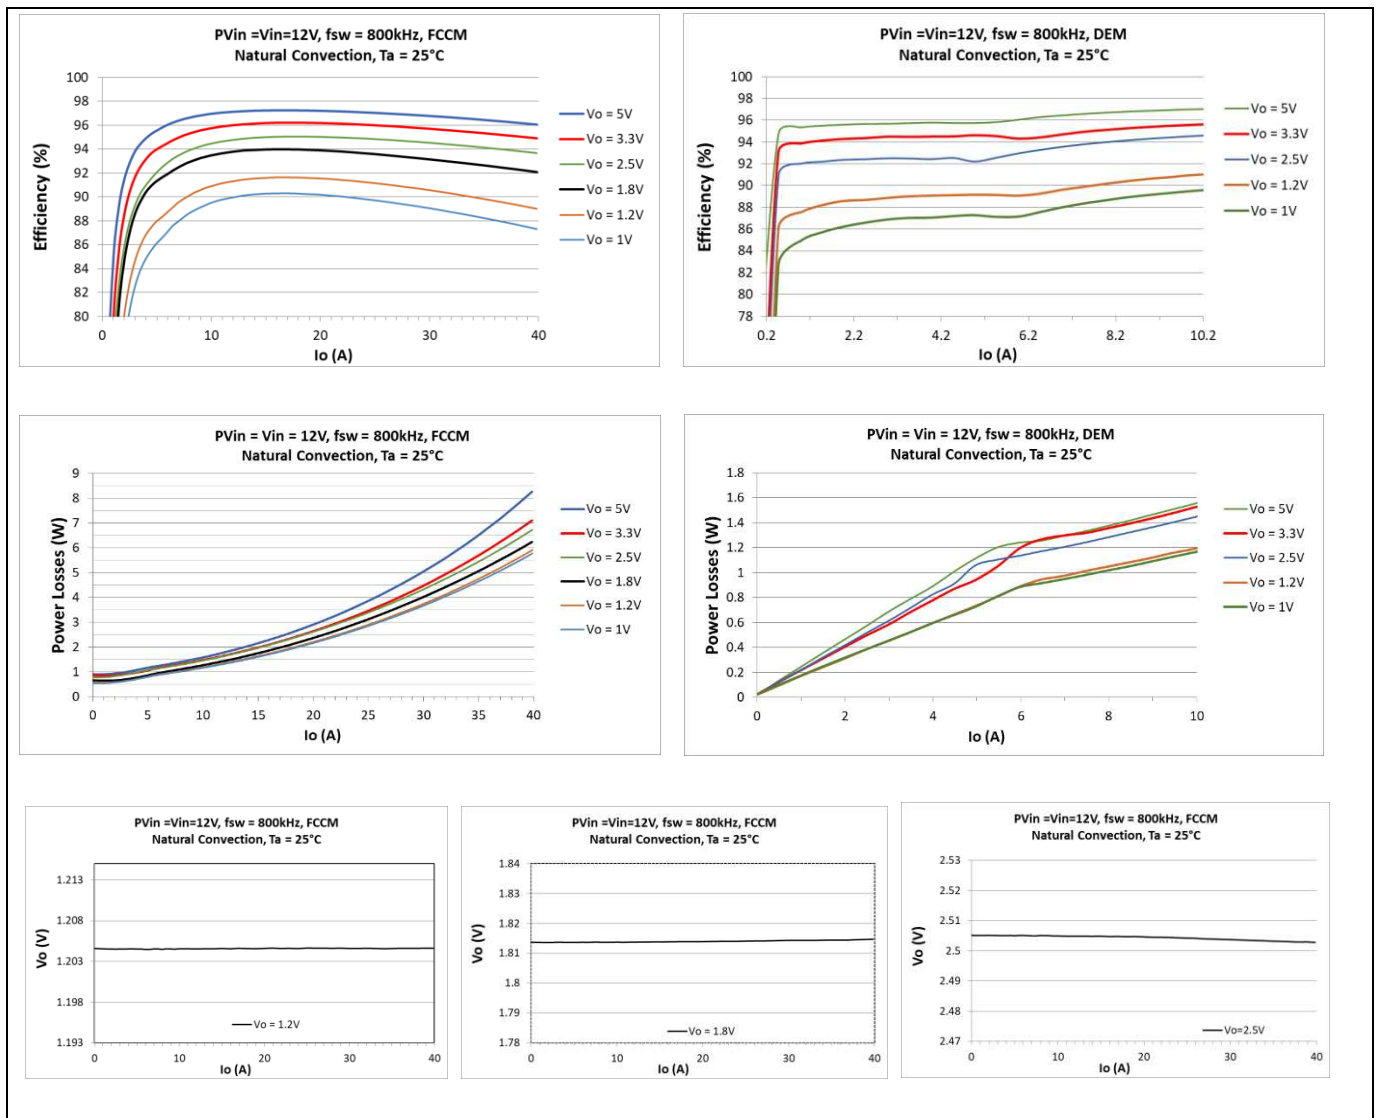 PVin =Vin=12V, fsw = 800kHz, FCCM
Natural Convection, Ta = 25°C
100
98
96
94
92
90
88
86
84
82
80
Efficiency (%)
0 10 20 30 40
Io (A)
Vo = 5V
Vo = 3.3V
Vo = 2.5V
Vo = 1.8V
Vo = 1.2V
Vo = 1V
PVin =Vin=12V, fsw = 800kHz, DEM
Natural Convection, Ta = 25°C
100
98
96
94
92
90
88
86
84
82
80
78
Efficiency (%)
0.2 2.2 4.2 6.2 8.2 10.2
Io (A)
Vo = 5V
Vo = 3.3V
Vo = 2.5V
Vo = 1.2V
Vo = 1V
PVin = Vin = 12V, fsw = 800kHz, FCCM
Natural Convection, Ta = 25°C
9
8
7
6
5
4
3
2
1
0
Power Losses (W)
0 5 10 15 20 25 30 35 40
Io (A)
Vo = 5V
Vo = 3.3V
Vo = 2.5V
Vo = 1.8V
Vo = 1.2V
Vo = 1V
PVin = Vin = 12V, fsw = 800kHz, DEM
Natural Convection, Ta = 25°C
1.8
1.6
1.4
1.2
1
0.8
0.6
0.4
0.2
0
Power Losses (W)
0 2 4 6 8 10
Io (A)
Vo = 5V
Vo = 3.3V
Vo = 2.5V
Vo = 1.2V
Vo = 1V
PVin =Vin=12V, fsw = 800kHz, FCCM
Natural Convection, Ta = 25°C
1.213
1.208
1.203
1.198
1.193
Vo (V)
Vo = 1.2V
0 10 20 30 40
Io (A)
PVin =Vin=12V, fsw = 800kHz, FCCM
Natural Convection, Ta = 25°C
1.84
1.83
1.82
1.81
1.8
1.79
1.78
Vo (V)
Vo = 1.8V
0 10 20 30 40
Io (A)
PVin =Vin=12V, fsw = 800kHz, FCCM
Natural Convection, Ta = 25°C
2.53
2.52
2.51
2.5
2.49
2.48
2.47
Vo (V)
Vo=2.5V
0 10 20 30 40
Io (A)